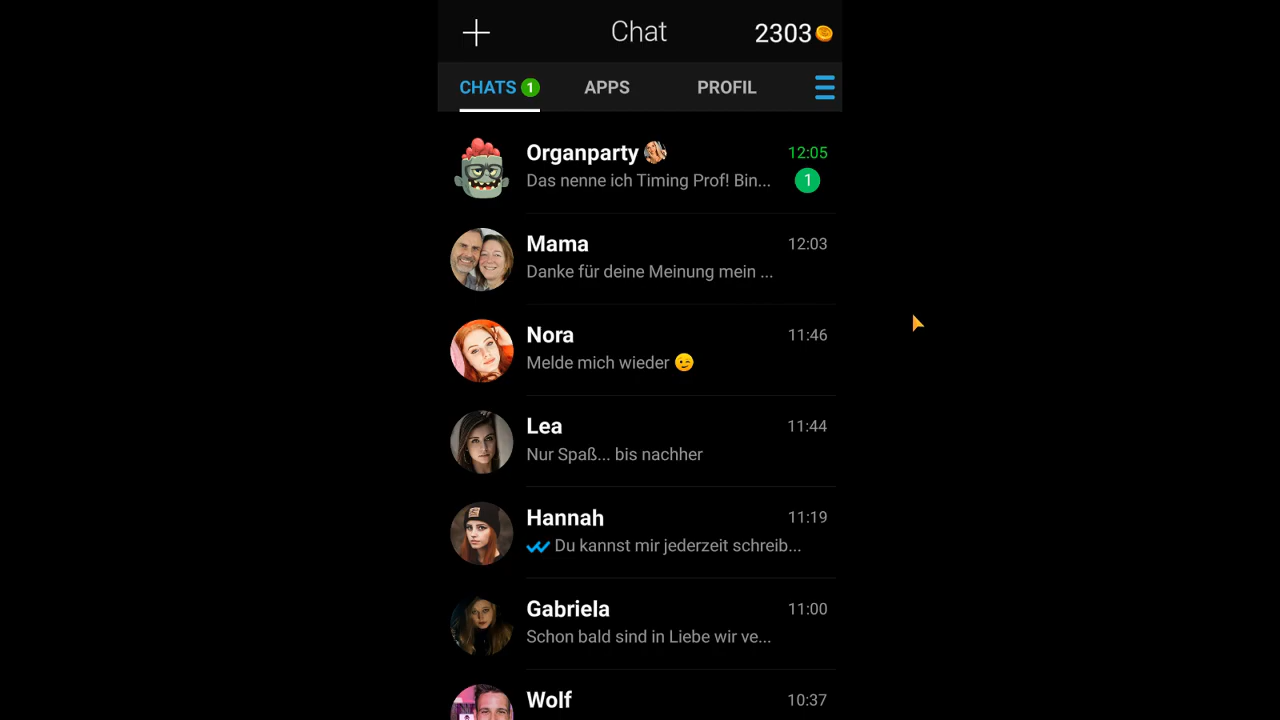 Chat
2303
CHATS 1
APPS
PROFIL
Organparty
12:05
Das nenne ich Timing Prof! Bin...
1
Mama
12:03
Danke für deine Meinung mein ...
Nora
11:46
Melde mich wieder 😉
Lea
11:44
Nur Spaß... bis nachher
Hannah
11:19
Du kannst mir jederzeit schreib...
Gabriela
11:00
Schon bald sind in Liebe wir ve...
Wolf
10:37